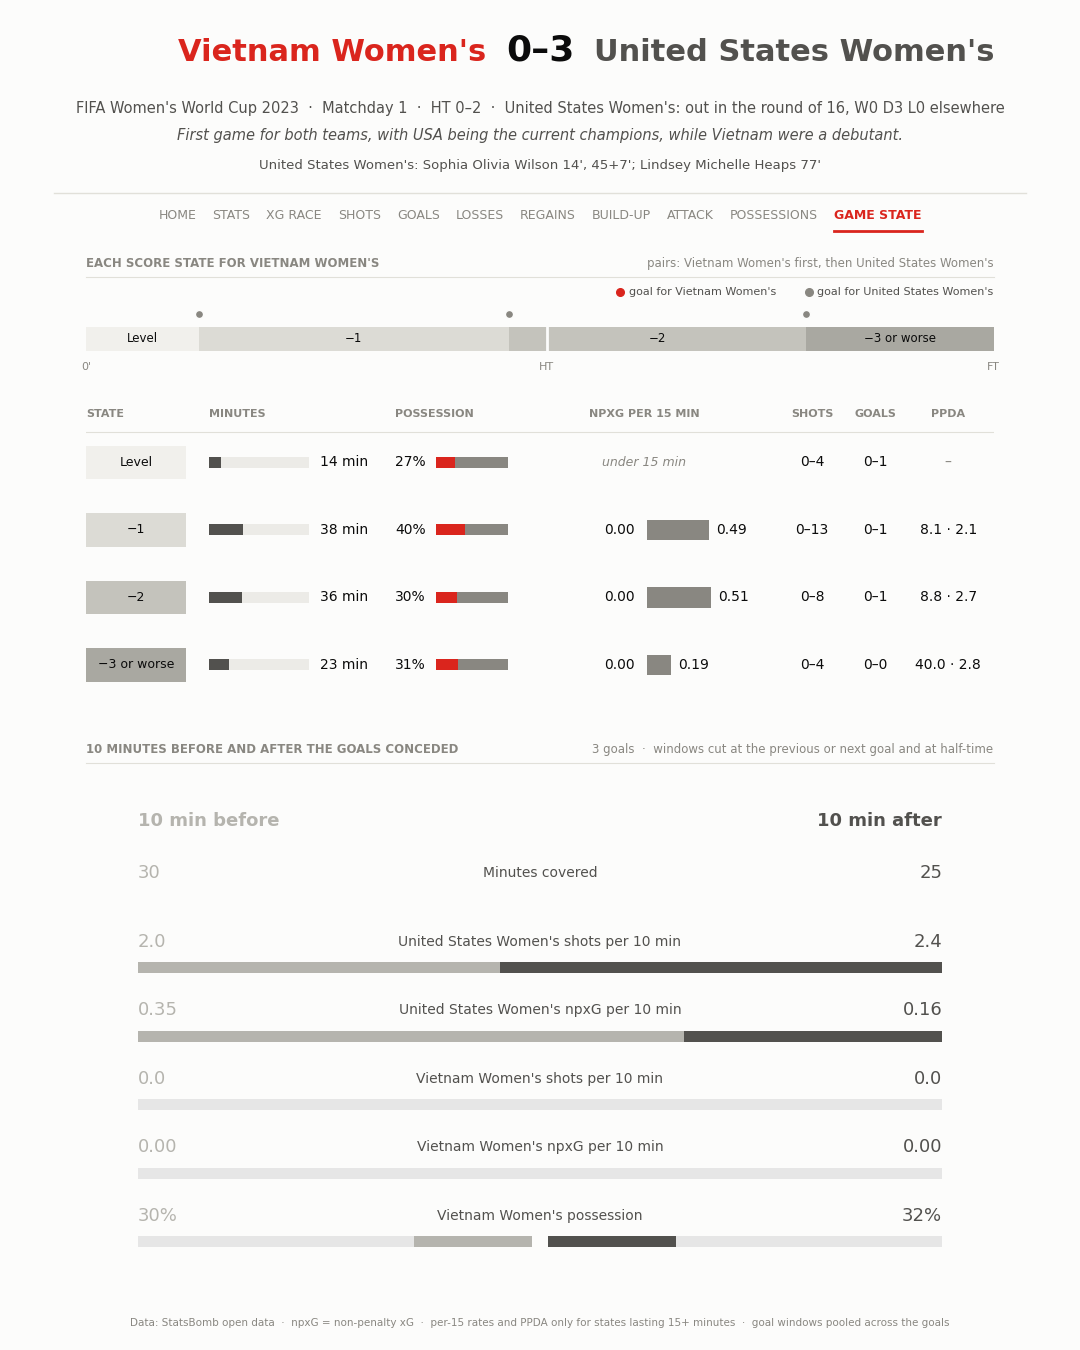 Vietnam Women's 0–3 United States Women's
FIFA Women's World Cup 2023 · Matchday 1 · HT 0–2 · United States Women's: out in the round of 16, W0 D3 L0 elsewhere
First game for both teams, with USA being the current champions, while Vietnam were a debutant.
United States Women's: Sophia Olivia Wilson 14', 45+7'; Lindsey Michelle Heaps 77'
HOME STATS XG RACE SHOTS GOALS LOSSES REGAINS BUILD-UP ATTACK POSSESSIONS GAME STATE
EACH SCORE STATE FOR VIETNAM WOMEN'S pairs: Vietnam Women's first, then United States Women's
goal for Vietnam Women's goal for United States Women's
Level −1 −2 −3 or worse
0' HT FT
STATE MINUTES POSSESSION NPXG PER 15 MIN SHOTS GOALS PPDA
Level 14 min 27% under 15 min 0–4 0–1 –
−1 38 min 40% 0.00 0.49 0–13 0–1 8.1 · 2.1
−2 36 min 30% 0.00 0.51 0–8 0–1 8.8 · 2.7
−3 or worse 23 min 31% 0.00 0.19 0–4 0–0 40.0 · 2.8
10 MINUTES BEFORE AND AFTER THE GOALS CONCEDED 3 goals · windows cut at the previous or next goal and at half-time
10 min before 10 min after
30 Minutes covered 25
2.0 United States Women's shots per 10 min 2.4
0.35 United States Women's npxG per 10 min 0.16
0.0 Vietnam Women's shots per 10 min 0.0
0.00 Vietnam Women's npxG per 10 min 0.00
30% Vietnam Women's possession 32%
Data: StatsBomb open data · npxG = non-penalty xG · per-15 rates and PPDA only for states lasting 15+ minutes · goal windows pooled across the goals